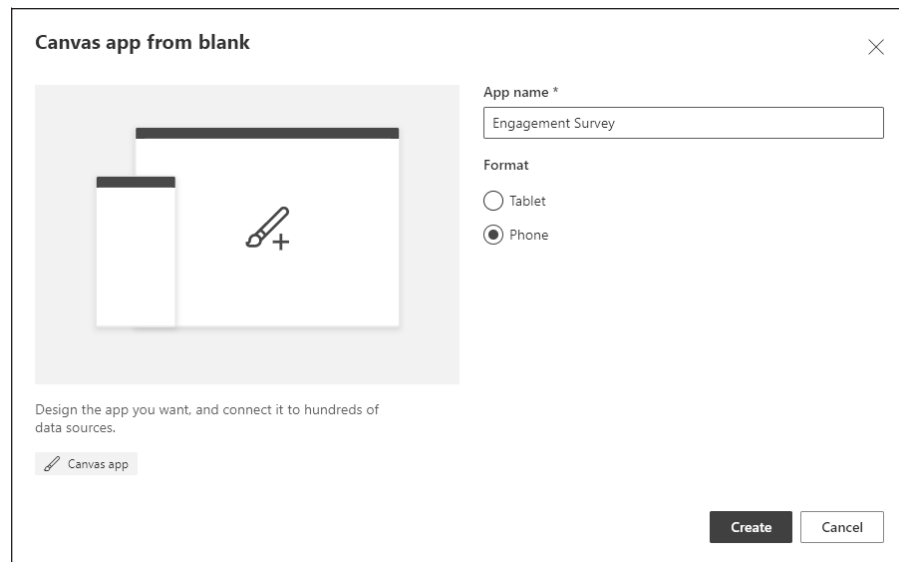 Canvas app from blank
App name *
Engagement Survey
Format
Tablet
Phone
Design the app you want, and connect it to hundreds of
data sources.
Canvas app
Create
Cancel